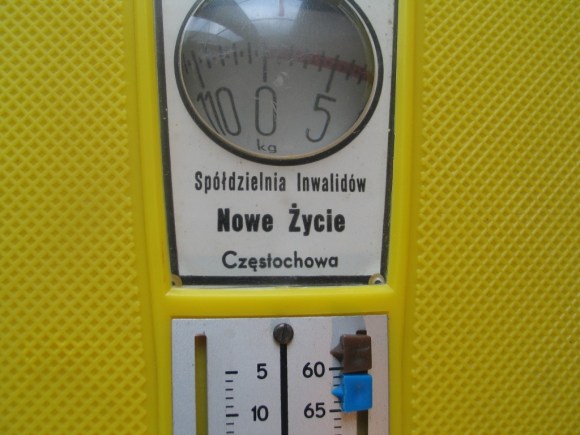 110 0 5
kg
Spółdzielnia Inwalidów
Nowe Życie
Częstochowa
5 60
10 65